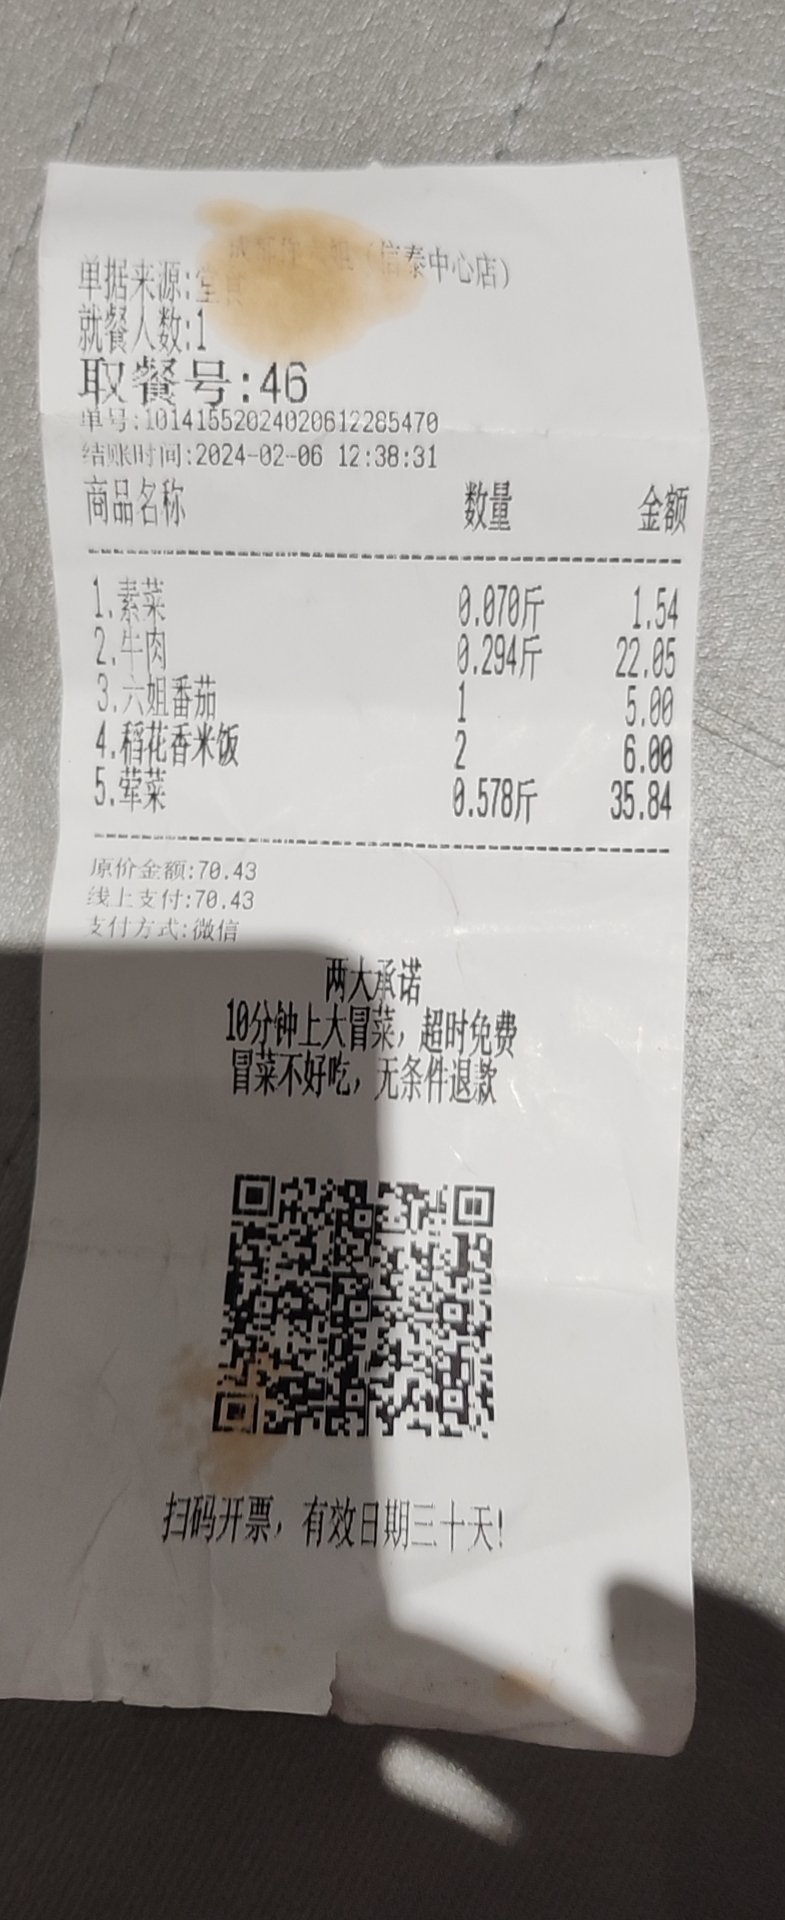 （信泰中心店）
单据来源:堂食
就餐人数:1
取餐号:46
单号:10141552024020612285470
结账时间:2024-02-06 12:38:31
商品名称 数量 金额
1.素菜 0.070斤 1.54
2.牛肉 0.294斤 22.05
3.六姐番茄 1 5.00
4.稻花香米饭 2 6.00
5.荤菜 0.578斤 35.84
原价金额:70.43
线上支付:70.43
支付方式:微信
两大承诺
10分钟上大冒菜，超时免费
冒菜不好吃，无条件退款
扫码开票，有效日期三十天!